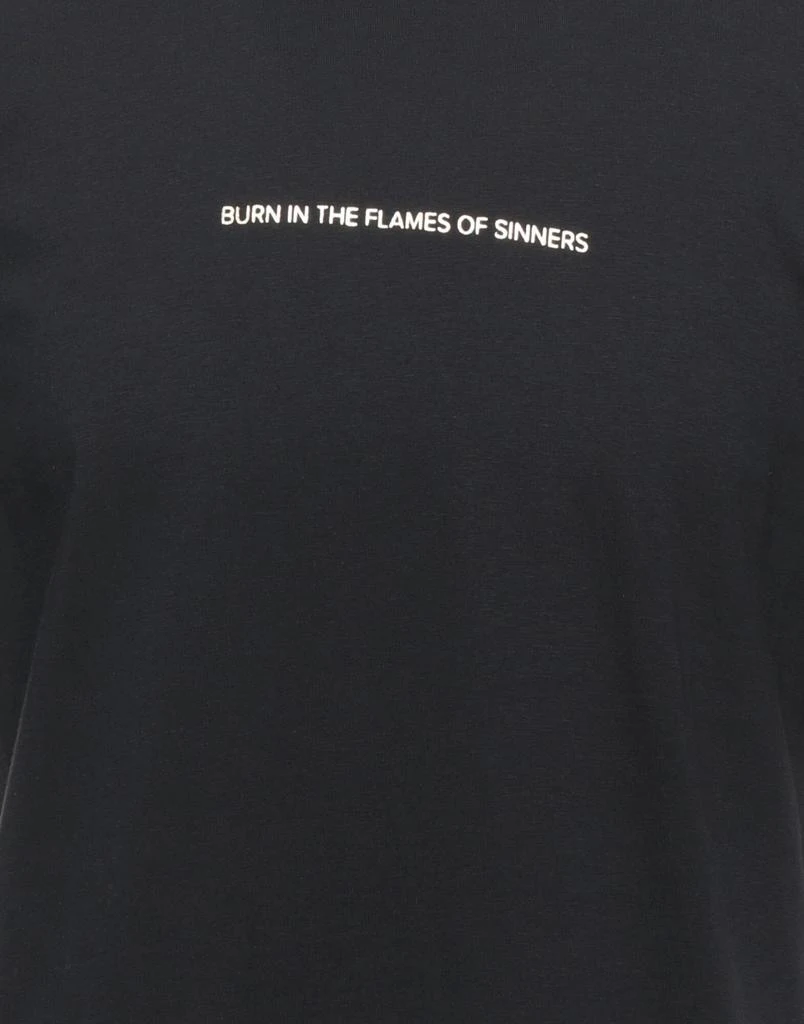 BURN IN THE FLAMES OF SINNERS